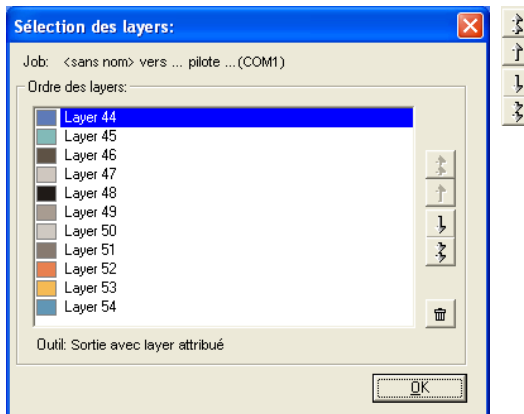 Sélection des layers:
Job: <sans nom> vers ... pilote ...(COM1)
Ordre des layers:
Layer 44
Layer 45
Layer 46
Layer 47
Layer 48
Layer 49
Layer 50
Layer 51
Layer 52
Layer 53
Layer 54
Outil: Sortie avec layer attribué
OK